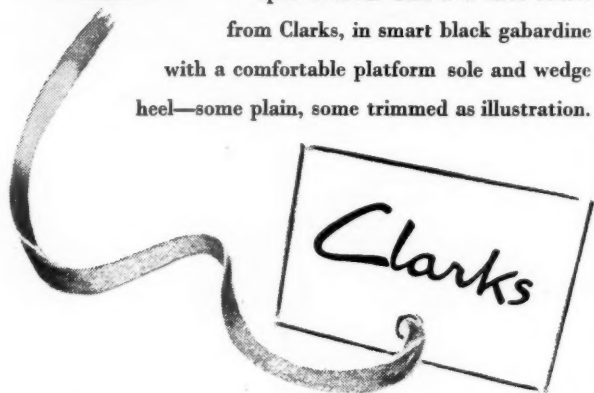 from Clarks, in smart black gabardine
with a comfortable platform sole and wedge
heel—some plain, some trimmed as illustration.
Clarks